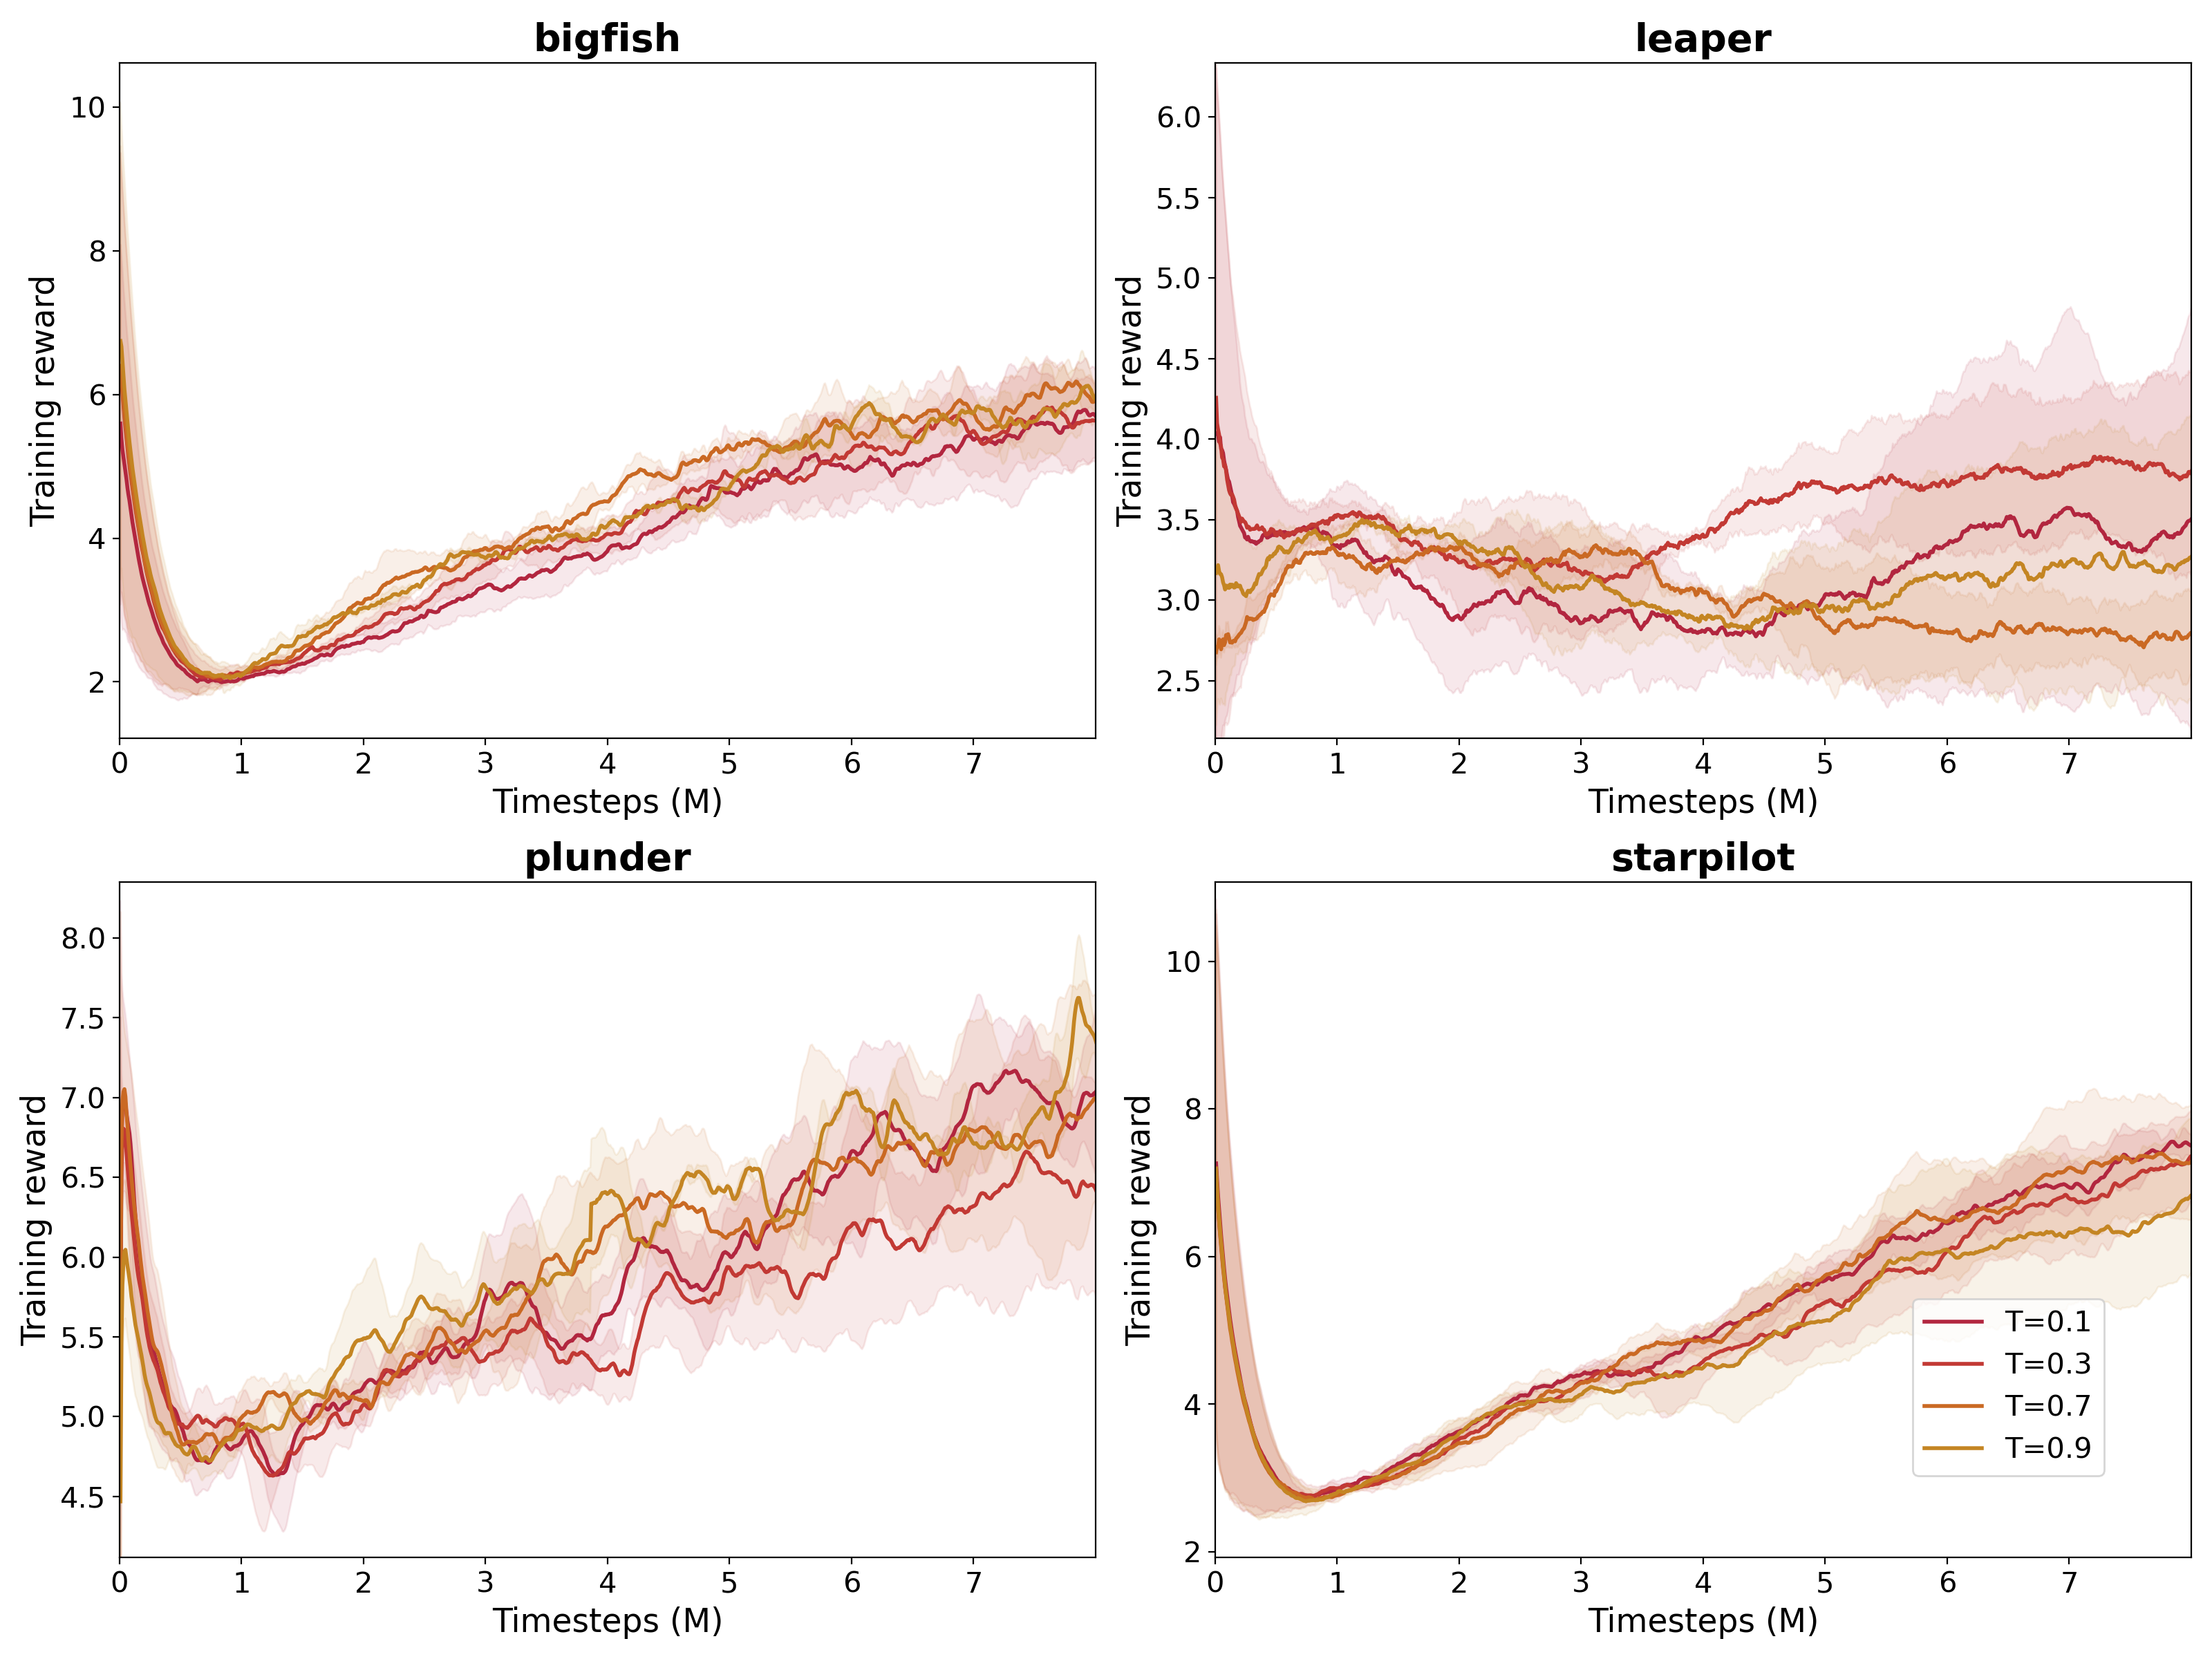 bigfish
Training reward
10
8
6
4
2
0 1 2 3 4 5 6 7
Timesteps (M)
leaper
Training reward
6.0
5.5
5.0
4.5
4.0
3.5
3.0
2.5
0 1 2 3 4 5 6 7
Timesteps (M)
plunder
Training reward
8.0
7.5
7.0
6.5
6.0
5.5
5.0
4.5
0 1 2 3 4 5 6 7
Timesteps (M)
starpilot
Training reward
10
8
6
4
2
0 1 2 3 4 5 6 7
Timesteps (M)
T=0.1
T=0.3
T=0.7
T=0.9